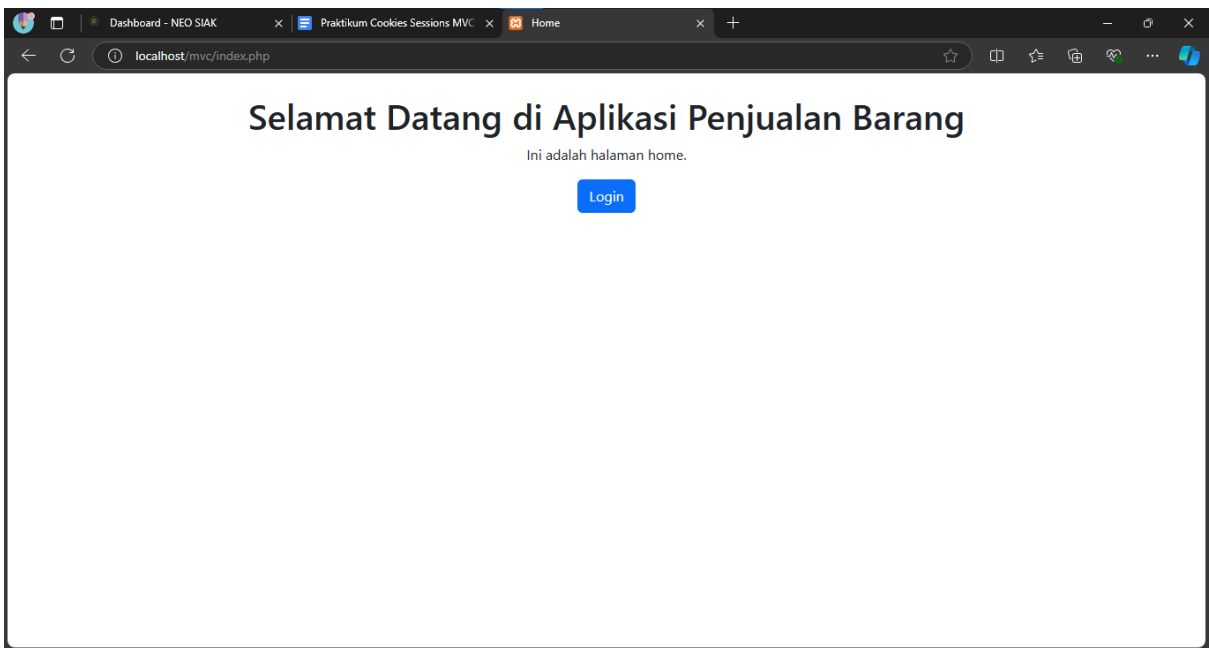 Dashboard - NEO SIAK
Praktikum Cookies Sessions MVC
Home
localhost/mvc/index.php
Selamat Datang di Aplikasi Penjualan Barang
Ini adalah halaman home.
Login